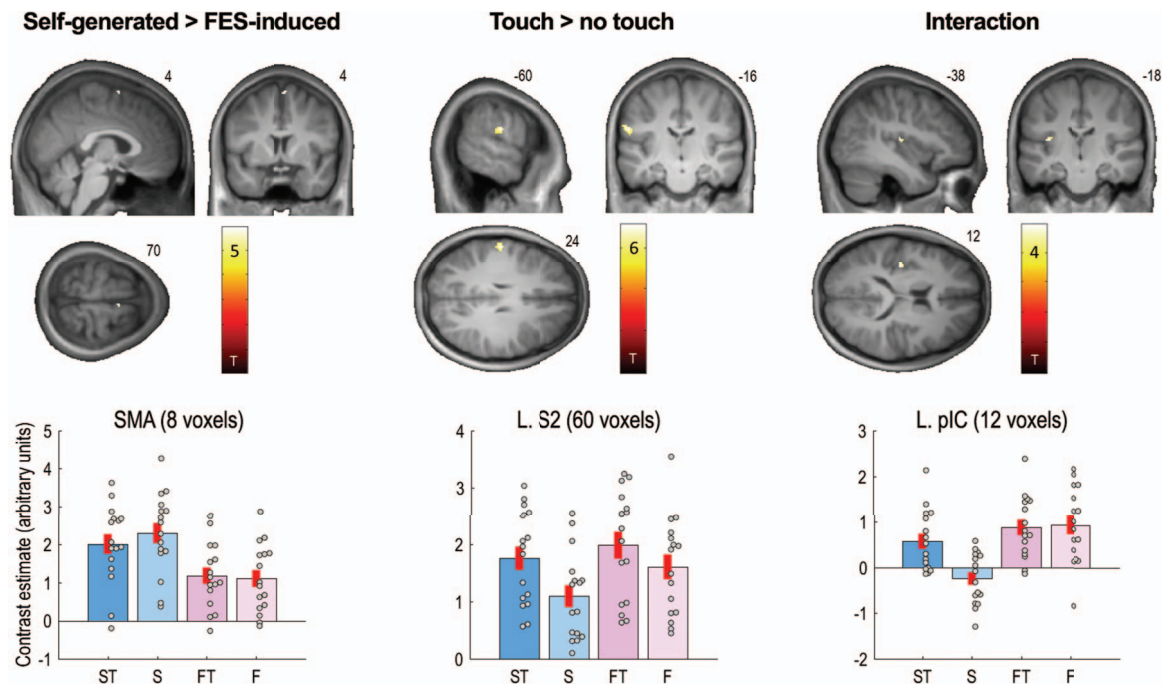 Self-generated > FES-induced
Touch > no touch
Interaction
4
4
-60
-16
-38
-18
70
5
T
24
6
T
12
4
T
SMA (8 voxels)
L. S2 (60 voxels)
L. pIC (12 voxels)
Contrast estimate (arbitrary units)
5
4
3
2
1
0
-1
ST S FT F
4
3
2
1
0
ST S FT F
3
2
1
0
-1
-2
ST S FT F